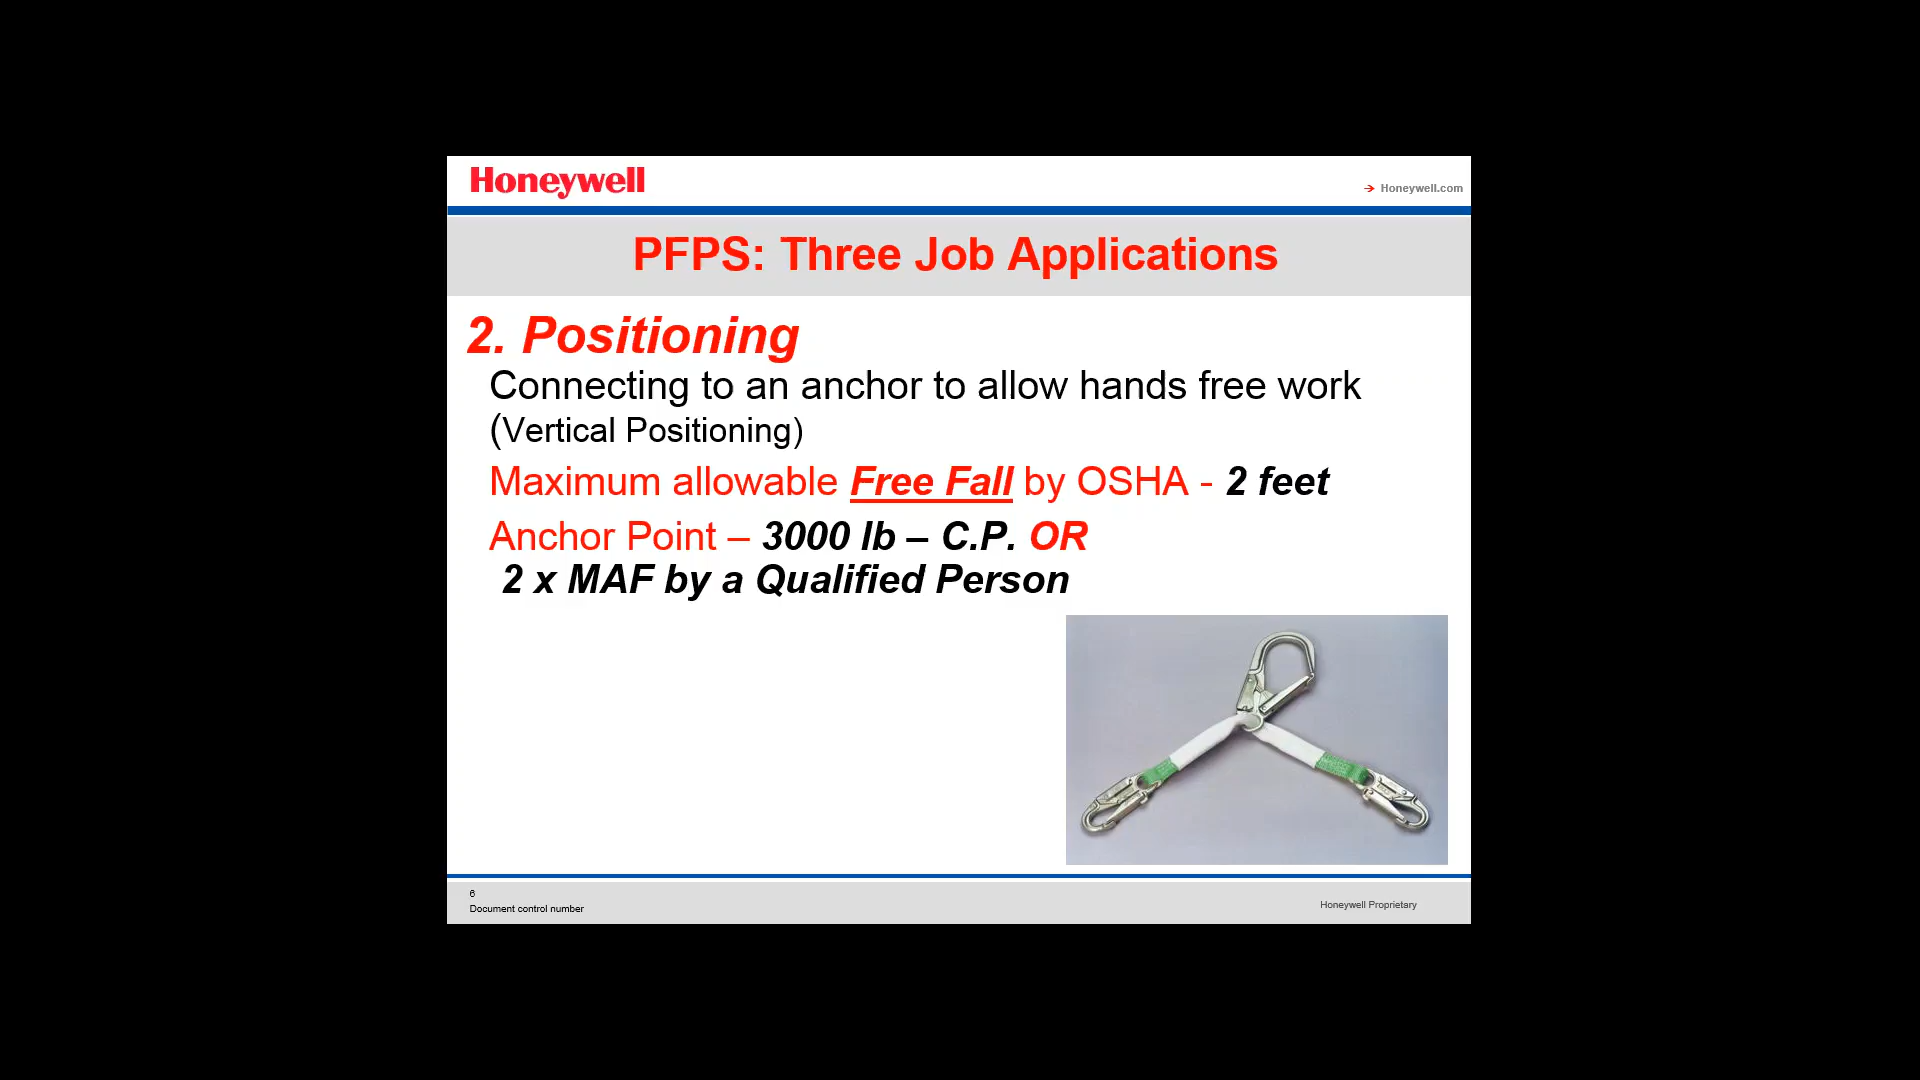 Honeywell
Honeywell.com
PFPS: Three Job Applications
2. Positioning
Connecting to an anchor to allow hands free work
(Vertical Positioning)
Maximum allowable Free Fall by OSHA - 2 feet
Anchor Point – 3000 lb – C.P. OR
2 x MAF by a Qualified Person
6
Document control number
Honeywell Proprietary